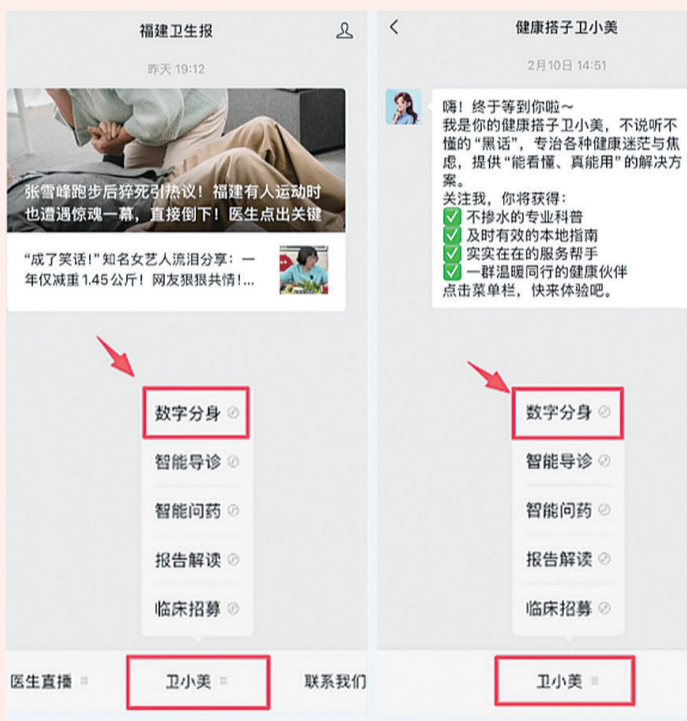 福建卫生报
昨天 19:12
张雪峰跑步后猝死引热议！福建有人运动时
也遭遇惊魂一幕，直接倒下！医生点出关键
“成了笑话!”知名女艺人流泪分享：一
年仅减重1.45公斤！网友狠狠共情!...
数字分身
智能导诊
智能问药
报告解读
临床招募
医生直播
卫小美
联系我们
健康搭子卫小美
2月10日 14:51
嗨！终于等到你啦～
我是你的健康搭子卫小美，不说听不
懂的“黑话”，专治各种健康迷茫与焦
虑，提供“能看懂、真能用”的解决方
案。
关注我，你将获得：
✅ 不掺水的专业科普
✅ 及时有效的本地指南
✅ 实实在在的服务帮手
✅ 一群温暖同行的健康伙伴
点击菜单栏，快来体验吧。
数字分身
智能导诊
智能问药
报告解读
临床招募
卫小美